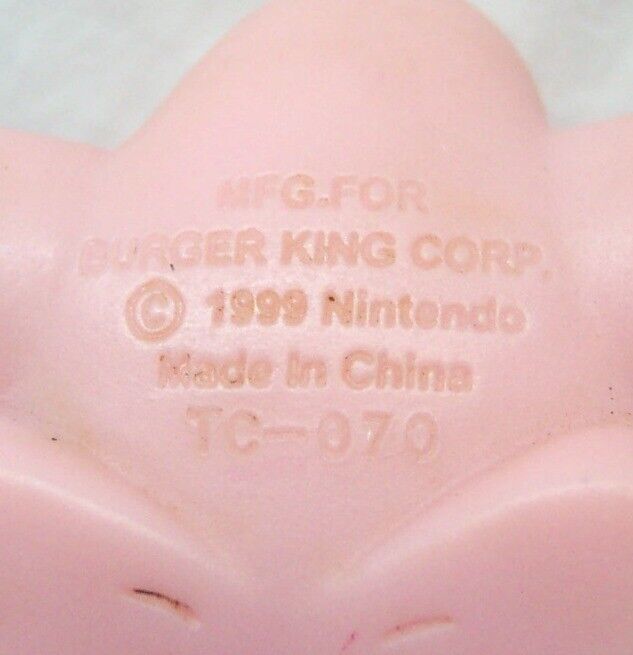 MFG.FOR
BURGER KING CORP.
© 1999 Nintendo
Made In China
TC-070